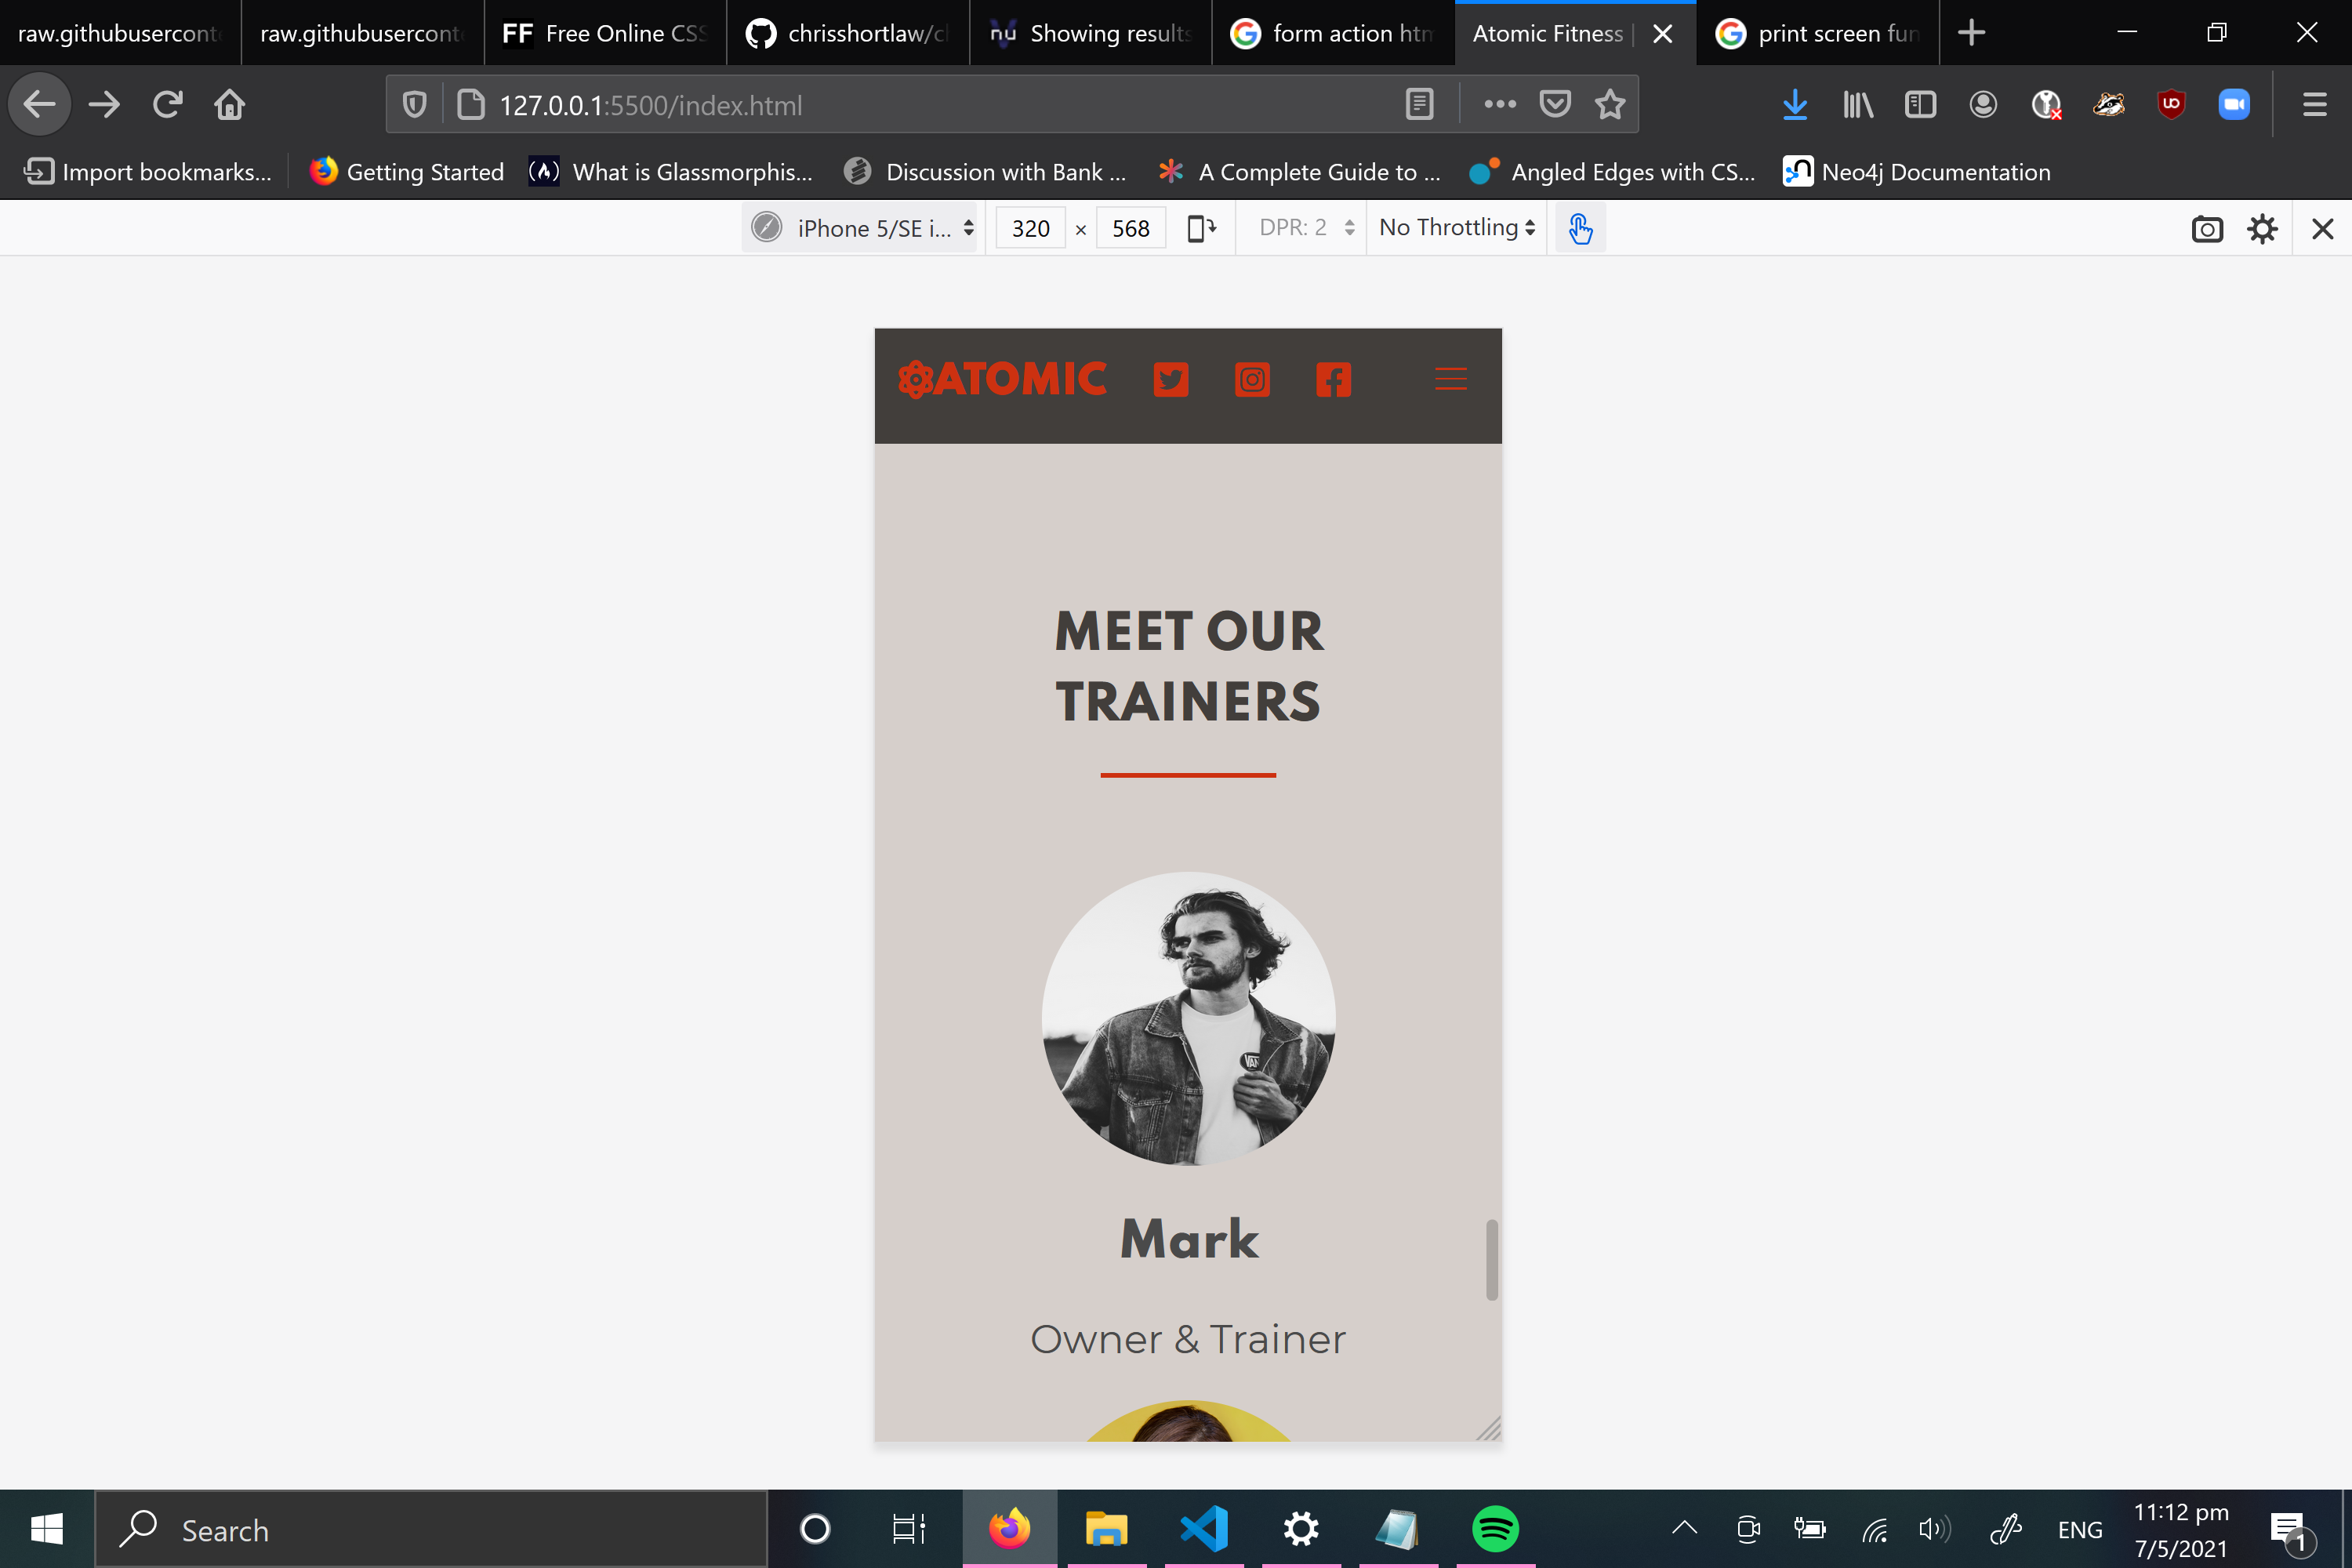 raw.githubuserconte
raw.githubuserconte
FF Free Online CSS
chrisshortlaw/cl
nu Showing results
form action htm
Atomic Fitness |
print screen fun
127.0.0.1:5500/index.html
Import bookmarks...
Getting Started
What is Glassmorphis...
Discussion with Bank ...
A Complete Guide to ...
Angled Edges with CS...
Neo4j Documentation
iPhone 5/SE i...
320 × 568
DPR: 2
No Throttling
ATOMIC
MEET OUR
TRAINERS
VAN
Mark
Owner & Trainer
Search
ENG
11:12 pm
7/5/2021
1